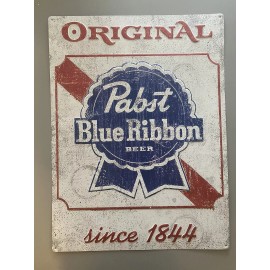 ORIGINAL
Pabst
Blue Ribbon
BEER
since 1844